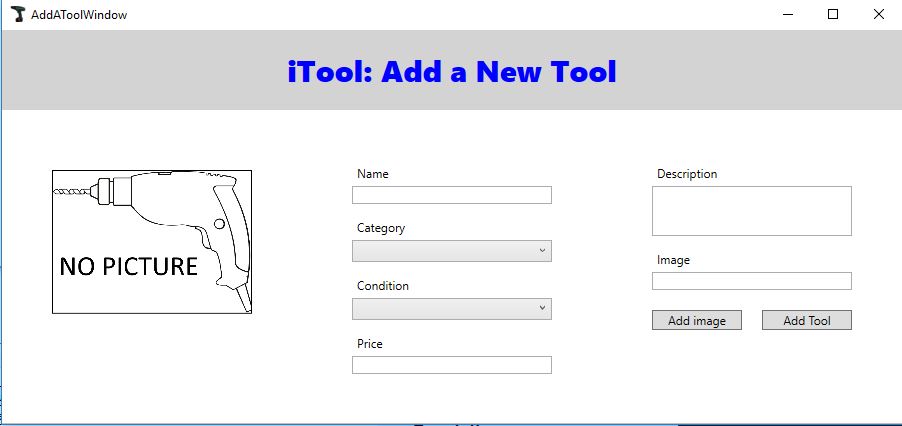 AddAToolWindow
iTool: Add a New Tool
NO PICTURE
Name
Category
Condition
Price
Description
Image
Add image
Add Tool